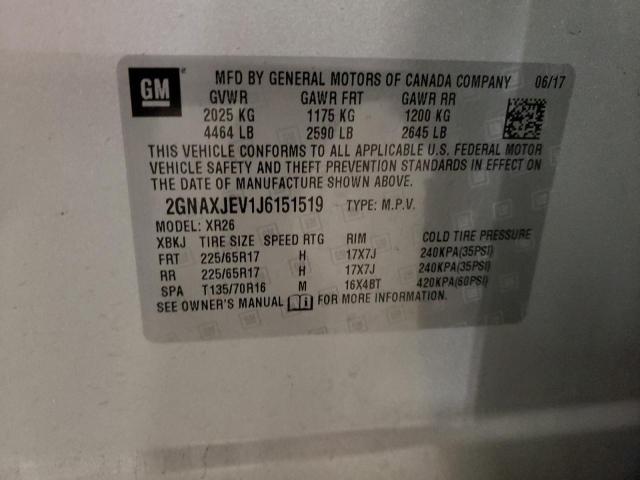 GM MFD BY GENERAL MOTORS OF CANADA COMPANY 06/17
GVWR GAWR FRT GAWR RR
2025 KG 1175 KG 1200 KG
4464 LB 2590 LB 2645 LB
THIS VEHICLE CONFORMS TO ALL APPLICABLE U.S. FEDERAL MOTOR
VEHICLE SAFETY AND THEFT PREVENTION STANDARDS IN EFFECT ON
THE DATE OF MANUFACTURE SHOWN ABOVE.
2GNAXJEV1J6151519 TYPE: M.P.V.
MODEL: XR26
XBKJ TIRE SIZE SPEED RTG RIM COLD TIRE PRESSURE
FRT 225/65R17 H 17X7J 240KPA(35PSI)
RR 225/65R17 H 17X7J 240KPA(35PSI)
SPA T135/70R16 M 16X4BT 420KPA(60PSI)
SEE OWNER'S MANUAL FOR MORE INFORMATION.